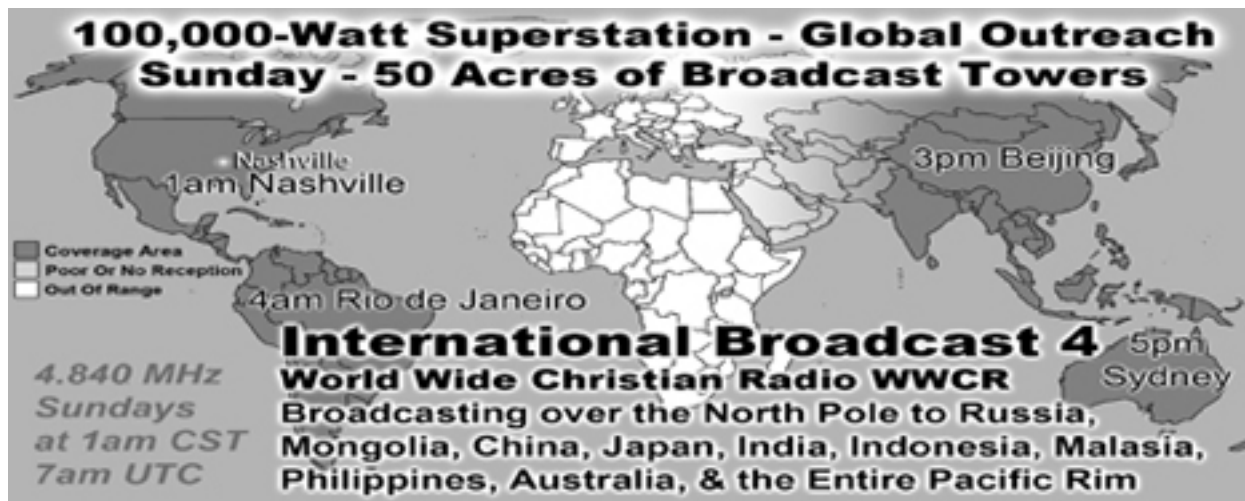 100,000-Watt Superstation - Global Outreach
Sunday - 50 Acres of Broadcast Towers
Nashville
1am Nashville
3pm Beijing
Coverage Area
Poor Or No Reception
Out Of Range
4am Rio de Janeiro
International Broadcast 4
5pm
Sydney
World Wide Christian Radio WWCR
4.840 MHz
Sundays
at 1am CST
7am UTC
Broadcasting over the North Pole to Russia,
Mongolia, China, Japan, India, Indonesia, Malasia,
Philippines, Australia, & the Entire Pacific Rim